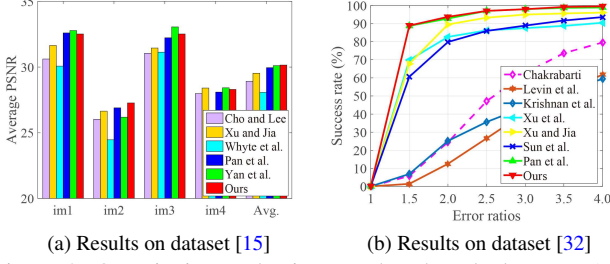 35
30
25
20
Average PSNR
im1 im2 im3 im4 Avg.
Cho and Lee
Xu and Jia
Whyte et al.
Pan et al.
Yan et al.
Ours
(a) Results on dataset [15]
100
90
80
70
60
50
40
30
20
10
0
Success rate (%)
1 1.5 2.0 2.5 3.0 3.5 4.0
Error ratios
Chakrabarti
Levin et al.
Krishnan et al.
Xu et al.
Xu and Jia
Sun et al.
Pan et al.
Ours
(b) Results on dataset [32]